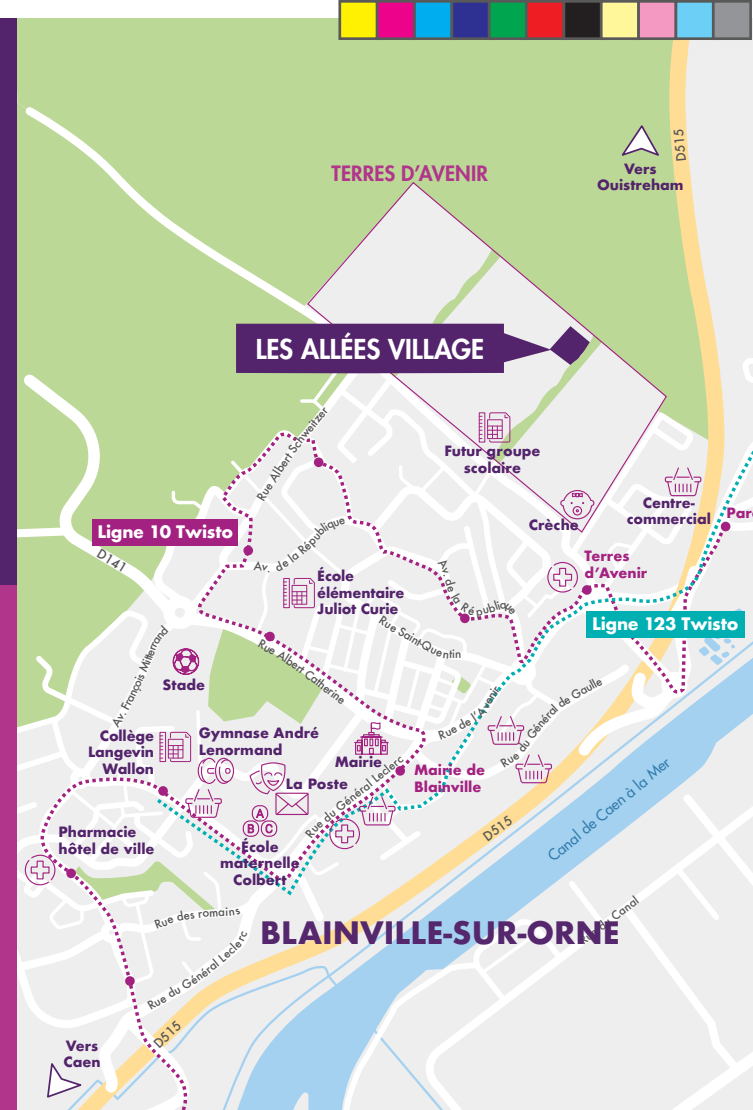 D515
Vers
Ouistreham
TERRES D'AVENIR
LES ALLÉES VILLAGE
Rue Albert Schweitzer
Futur groupe
scolaire
Centre-
commercial
Crèche
Ligne 10 Twisto
D141
Av. de la République
Av. de la République
Terres
d'Avenir
École
élémentaire
Juliot Curie
Ligne 123 Twisto
Rue Saint-Quentin
Rue Albert Catherine
Av. François Mitterrand
Stade
Rue de l'Avenir
Rue du Général de Gaulle
Collège
Langevin
Wallon
Gymnase André
Lenormand
Mairie
Mairie de
Blainville
La Poste
Rue du Général Leclerc
Canal de Caen à la Mer
D515
A
B C
École
maternelle
Colbett
Pharmacie
hôtel de ville
Rue des romains
BLAINVILLE-SUR-ORNE
Canal
Rue du Général Leclerc
D515
Vers
Caen